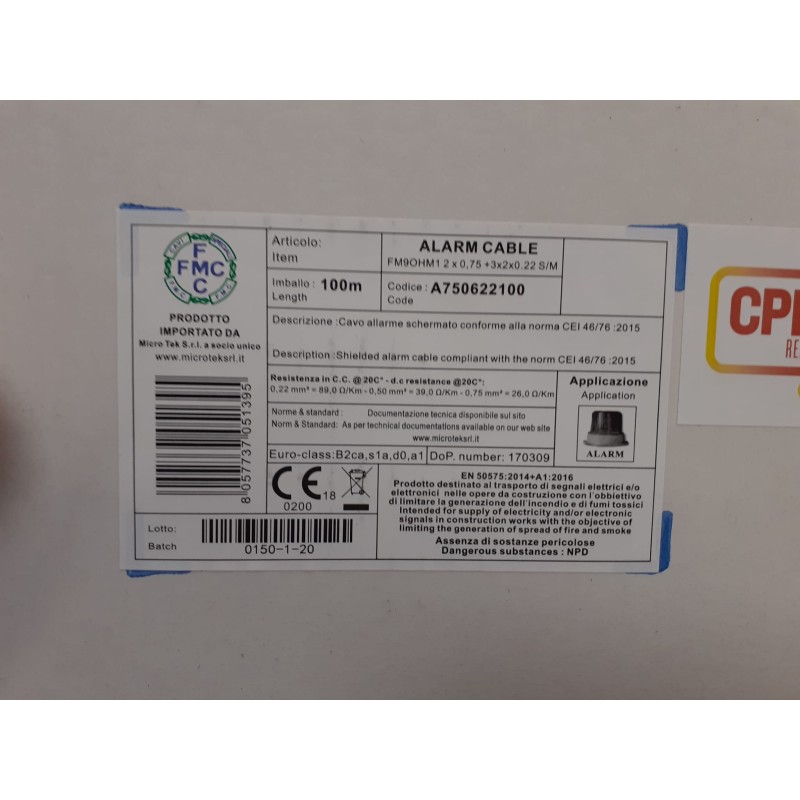 CAVI SPECIALI
F
FMC
C
FMC FMC
PRODOTTO
IMPORTATO DA
Micro Tek S.r.l. a socio unico
www.microteksrl.it
8 057737 051395
Articolo:
Item
ALARM CABLE
FM9OHM1 2 x 0,75 +3x2x0.22 S/M
Imballo : 100m
Length
Codice : A750622100
Code
Descrizione :Cavo allarme schermato conforme alla norma CEI 46/76 :2015
Description :Shielded alarm cable compliant with the norm CEI 46/76 :2015
Resistenza in C.C. @ 20C° - d.c resistance @20C°:
0,22 mm² = 89,0 Ω/Km - 0,50 mm² = 39,0 Ω/Km - 0,75 mm² = 26,0 Ω/Km
Norme & standard : Documentazione tecnica disponibile sul sito
Norm & Standard: As per technical documentations available on our web site
www.microteksrl.it
Applicazione
Application
ALARM
Euro-class:B2ca,s1a,d0,a1
DoP. number: 170309
CE 18
0200
EN 50575:2014+A1:2016
Prodotto destinato al trasporto di segnali elettrici e/o
elettronici nelle opere da costruzione con l'obbiettivo
di limitare la generazione dell'incendio e di fumi tossici
Intended for supply of electricity and/or electronic
signals in construction works with the objective of
limiting the generation of spread of fire and smoke
Assenza di sostanze pericolose
Dangerous substances : NPD
Lotto:
Batch
0150-1-20
CP
RES